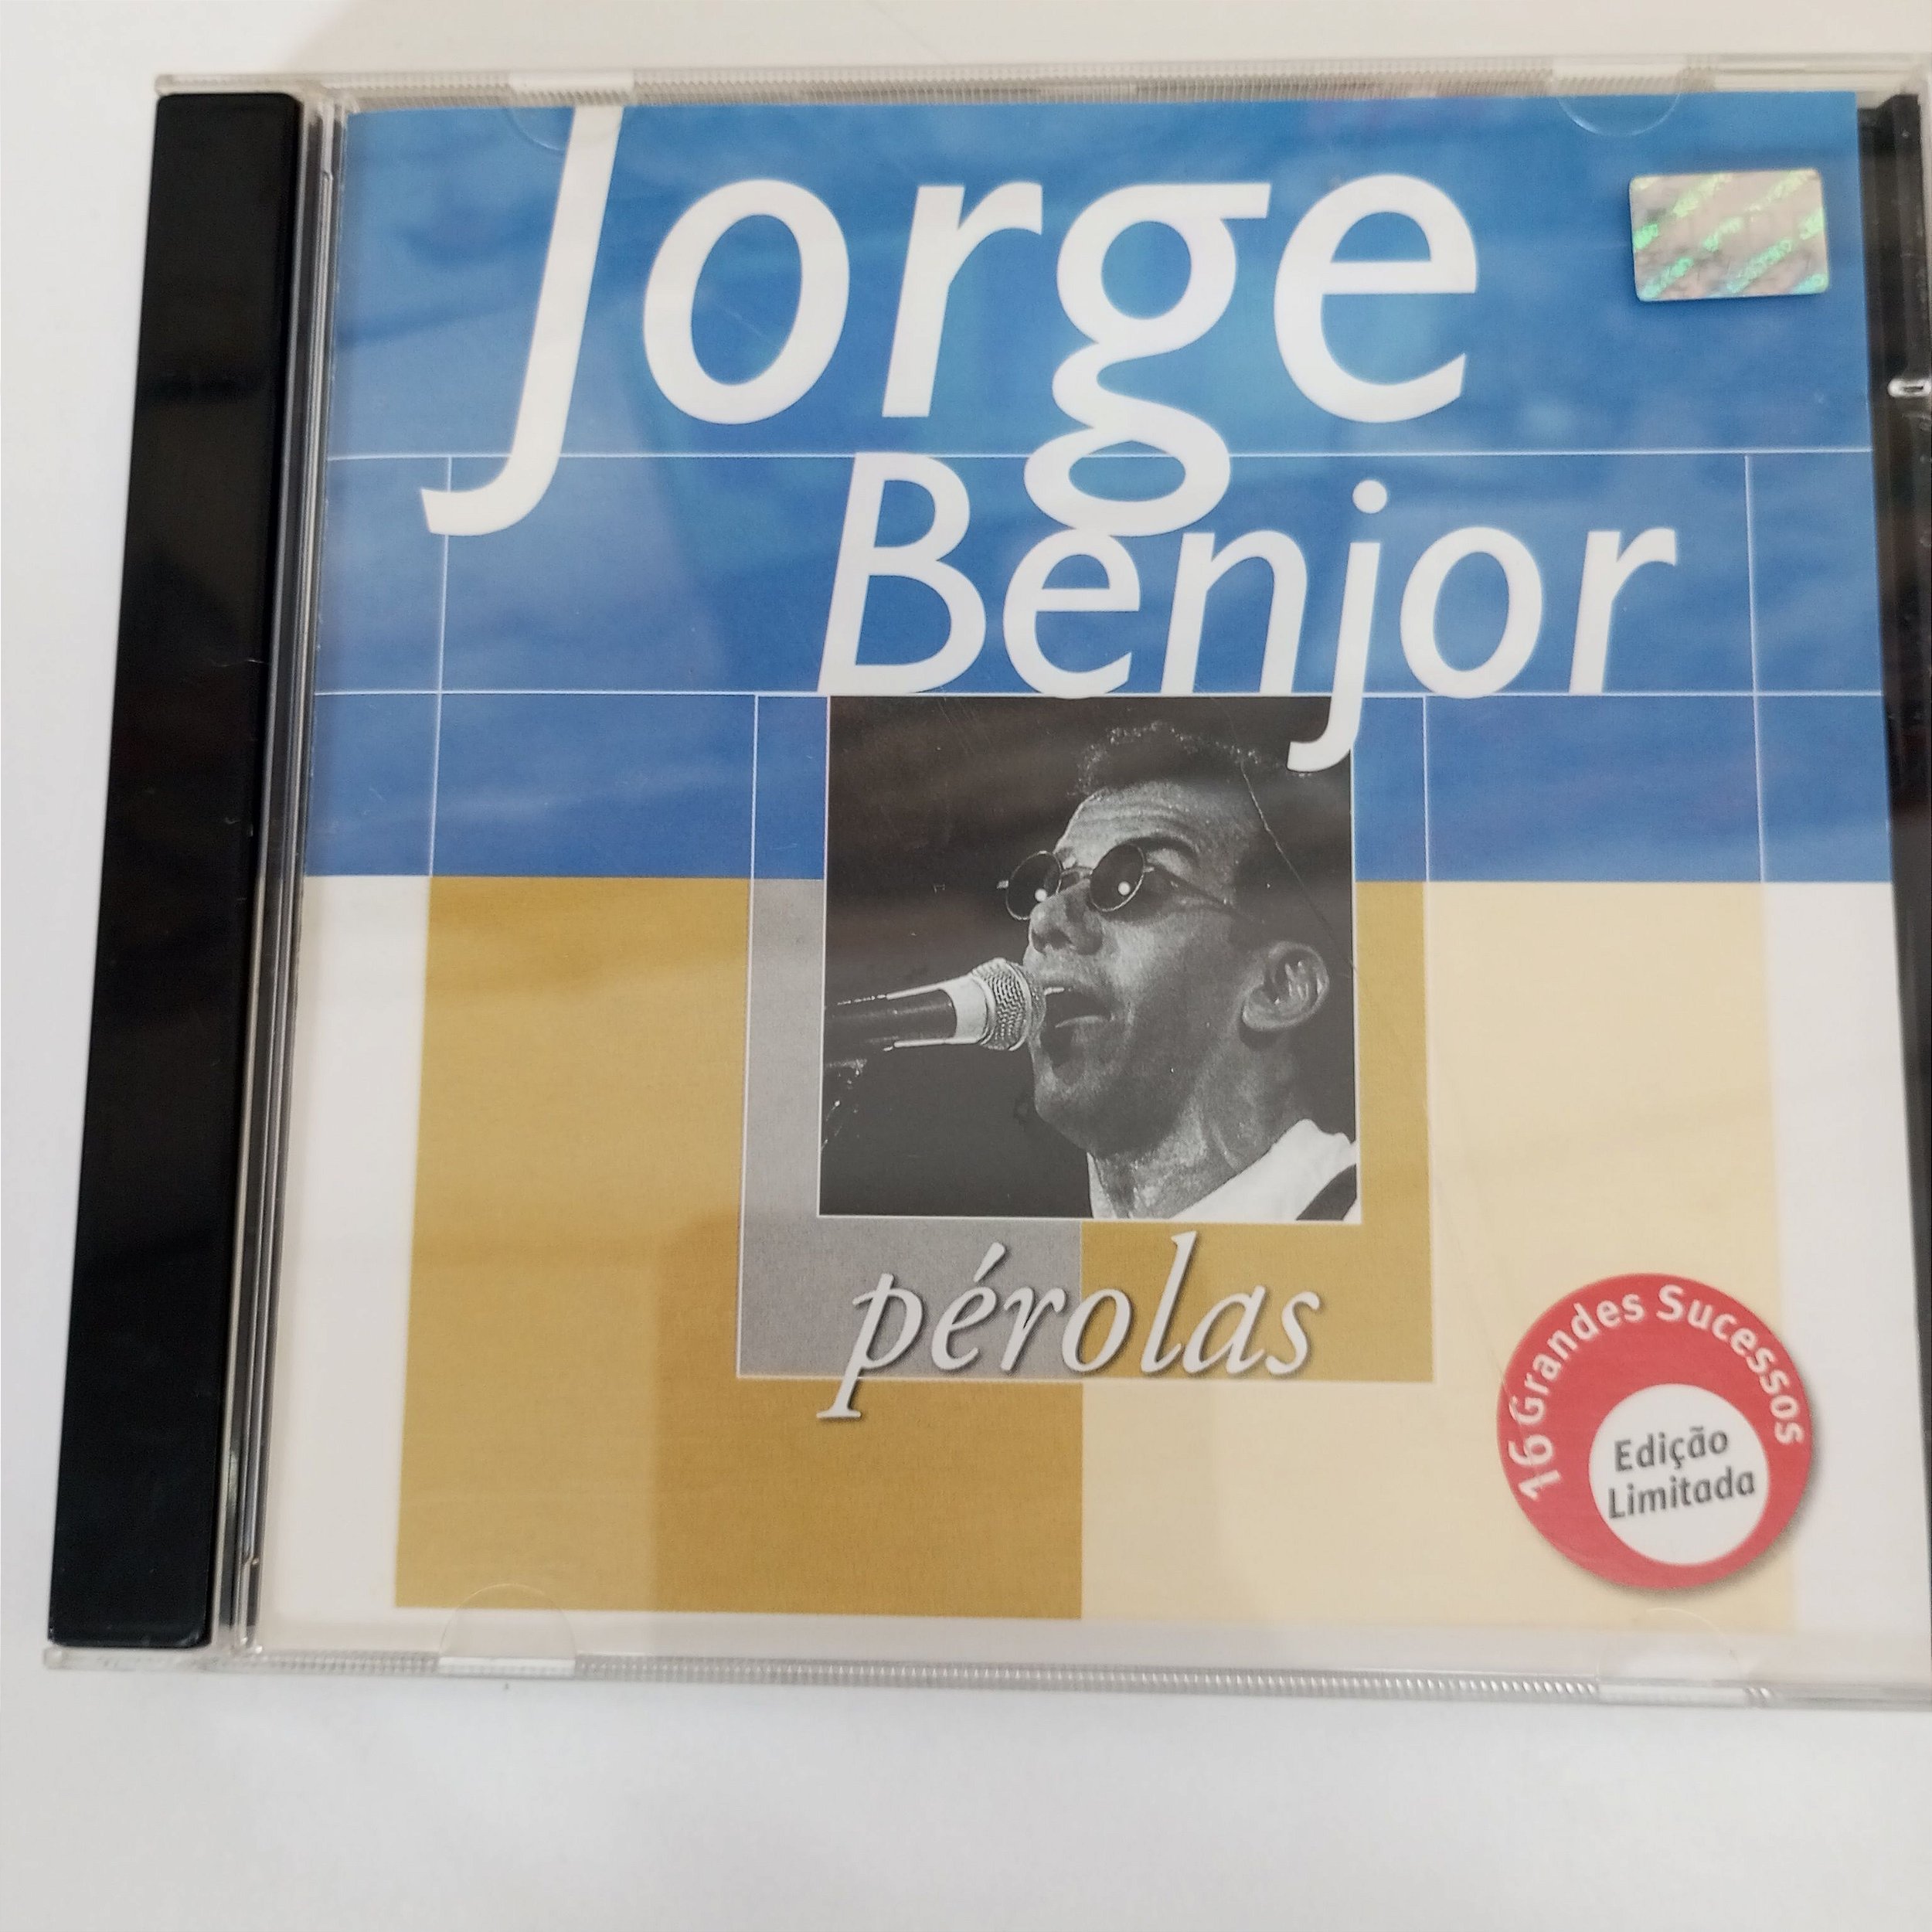 Jorge
Benjor
pérolas
16 Grandes Sucessos
Edição
Limitada